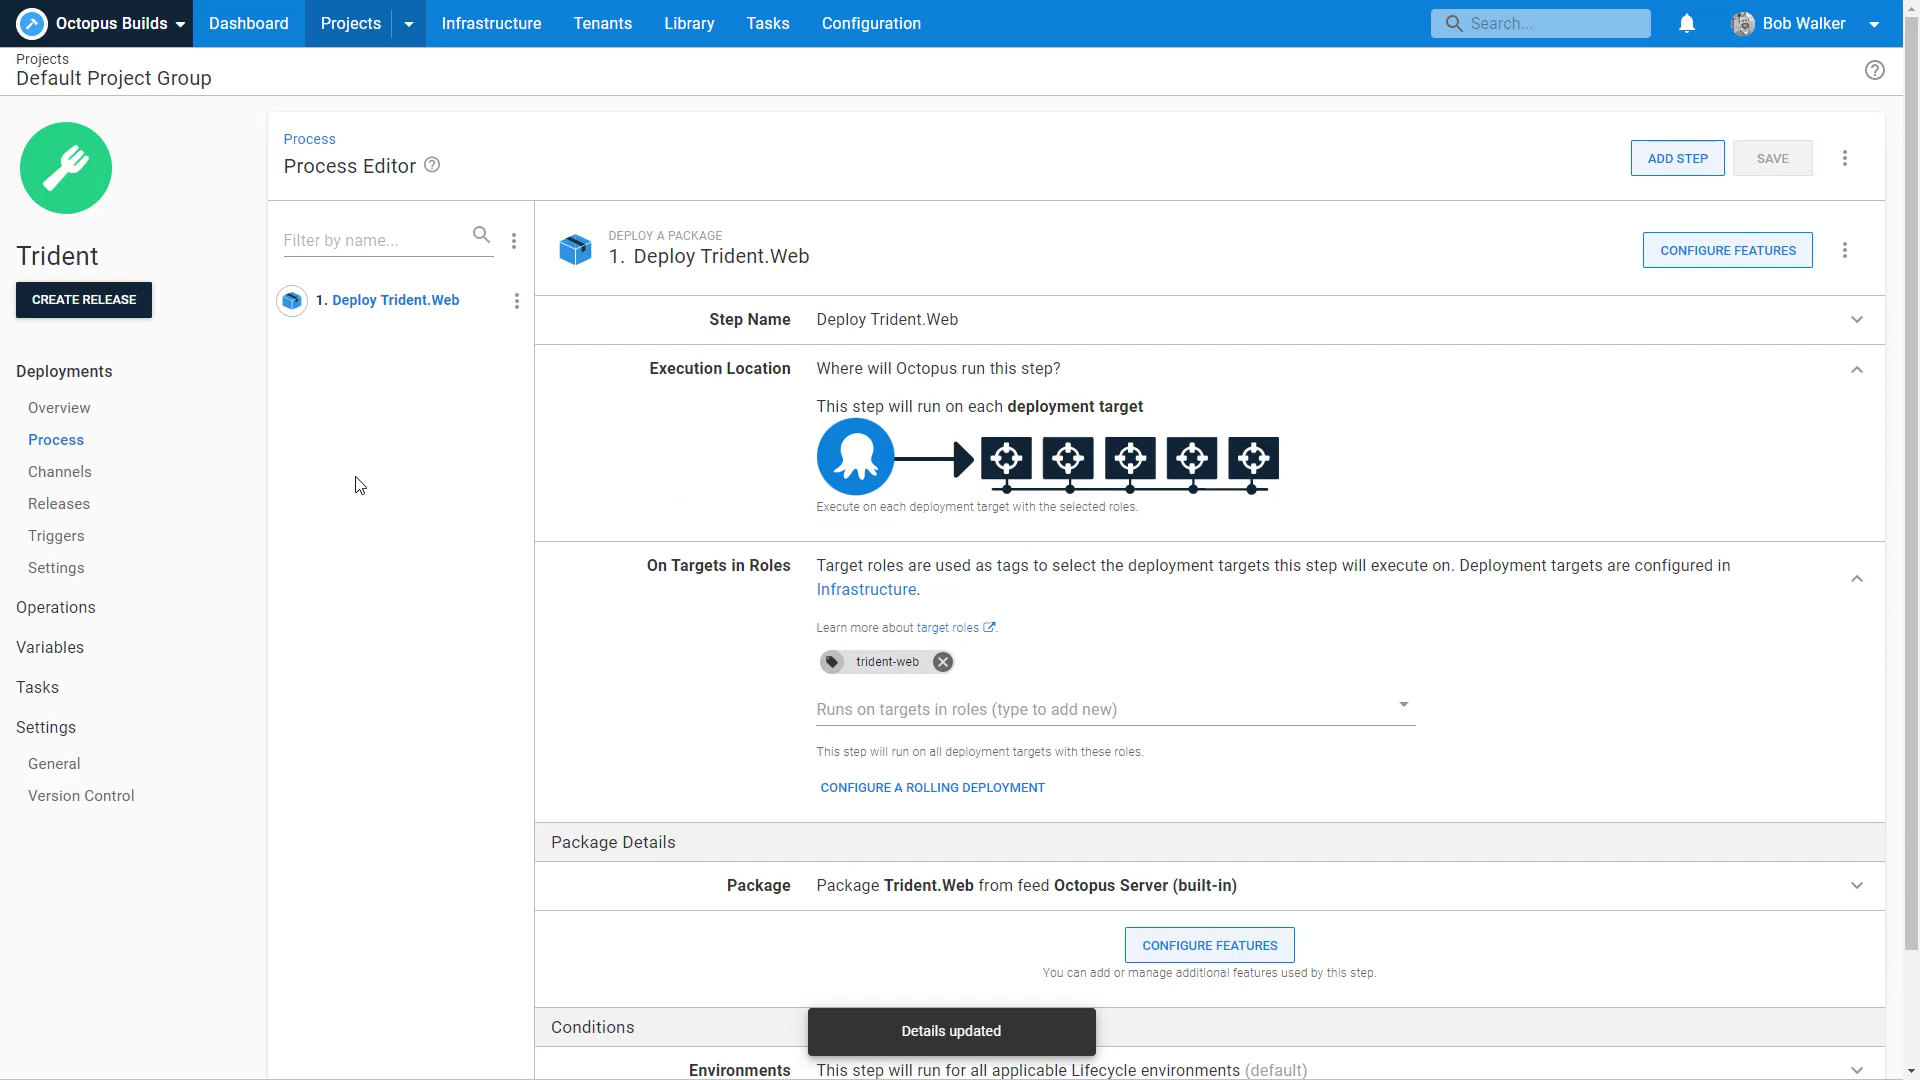 Octopus Builds
Dashboard
Projects
Infrastructure
Tenants
Library
Tasks
Configuration
Search...
Bob Walker
Projects
Default Project Group
Trident
CREATE RELEASE
Deployments
Overview
Process
Channels
Releases
Triggers
Settings
Operations
Variables
Tasks
Settings
General
Version Control
Process
Process Editor
ADD STEP
SAVE
Filter by name...
1. Deploy Trident.Web
DEPLOY A PACKAGE
1. Deploy Trident.Web
CONFIGURE FEATURES
Step Name Deploy Trident.Web
Execution Location Where will Octopus run this step?
This step will run on each deployment target
Execute on each deployment target with the selected roles.
On Targets in Roles Target roles are used as tags to select the deployment targets this step will execute on. Deployment targets are configured in
Infrastructure.
Learn more about target roles.
trident-web
Runs on targets in roles (type to add new)
This step will run on all deployment targets with these roles.
CONFIGURE A ROLLING DEPLOYMENT
Package Details
Package Package Trident.Web from feed Octopus Server (built-in)
CONFIGURE FEATURES
You can add or manage additional features used by this step.
Conditions
Details updated
Environments This step will run for all applicable Lifecycle environments (default)